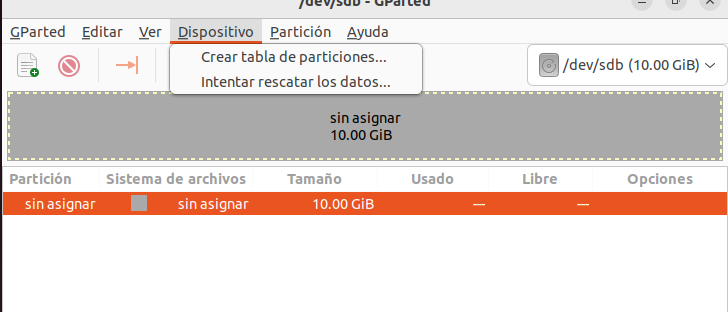 /dev/sdb - GParted
GParted Editar Ver Dispositivo Partición Ayuda
Crear tabla de particiones...
Intentar rescatar los datos...
/dev/sdb (10.00 GiB)
sin asignar
10.00 GiB
Partición Sistema de archivos Tamaño Usado Libre Opciones
sin asignar sin asignar 10.00 GiB --- ---